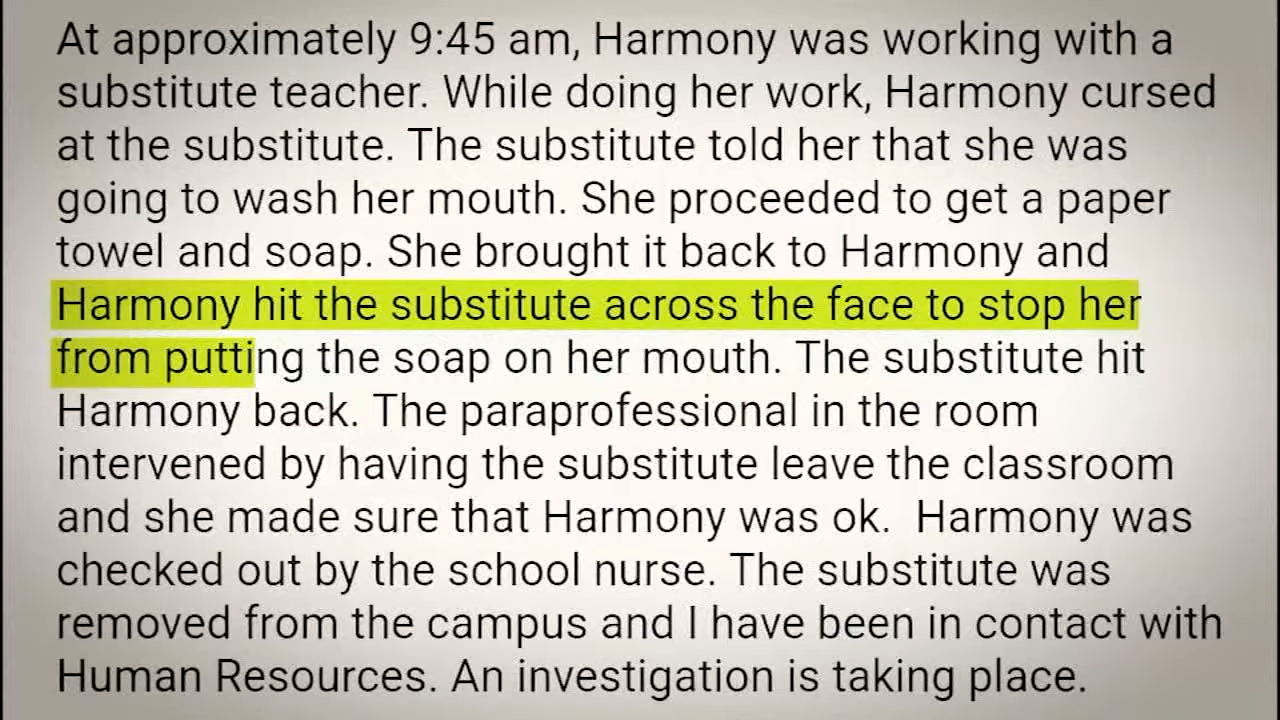 At approximately 9:45 am, Harmony was working with a
substitute teacher. While doing her work, Harmony cursed
at the substitute. The substitute told her that she was
going to wash her mouth. She proceeded to get a paper
towel and soap. She brought it back to Harmony and
Harmony hit the substitute across the face to stop her
from putting the soap on her mouth. The substitute hit
Harmony back. The paraprofessional in the room
intervened by having the substitute leave the classroom
and she made sure that Harmony was ok.  Harmony was
checked out by the school nurse. The substitute was
removed from the campus and I have been in contact with
Human Resources. An investigation is taking place.